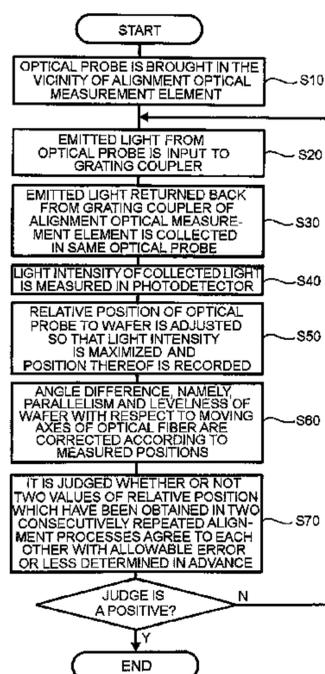 START
OPTICAL PROBE IS BROUGHT IN THE
VICINITY OF ALIGNMENT OPTICAL
MEASUREMENT ELEMENT
S10
EMITTED LIGHT FROM
OPTICAL PROBE IS INPUT TO
GRATING COUPLER
S20
EMITTED LIGHT RETURNED BACK
FROM GRATING COUPLER OF
ALIGNMENT OPTICAL MEASURE-
MENT ELEMENT IS COLLECTED
IN SAME OPTICAL PROBE
S30
LIGHT INTENSITY OF COLLECTED LIGHT
IS MEASURED IN PHOTODETECTOR
S40
RELATIVE POSITION OF OPTICAL
PROBE TO WAFER IS ADJUSTED
SO THAT LIGHT INTENSITY
IS MAXIMIZED AND
POSITION THEREOF IS RECORDED
S50
ANGLE DIFFERENCE, NAMELY,
PARALLELISM AND LEVELNESS OF
WAFER WITH RESPECT TO MOVING
AXES OF OPTICAL FIBER ARE
CORRECTED ACCORDING TO
MEASURED POSITIONS
S60
IT IS JUDGED WHETHER OR NOT
TWO VALUES OF RELATIVE POSITION
WHICH HAVE BEEN OBTAINED IN TWO
CONSECUTIVELY REPEATED ALIGN-
MENT PROCESSES AGREE TO EACH
OTHER WITH ALLOWABLE ERROR
OR LESS DETERMINED IN ADVANCE
S70
JUDGE IS
A POSITIVE?
N
Y
END